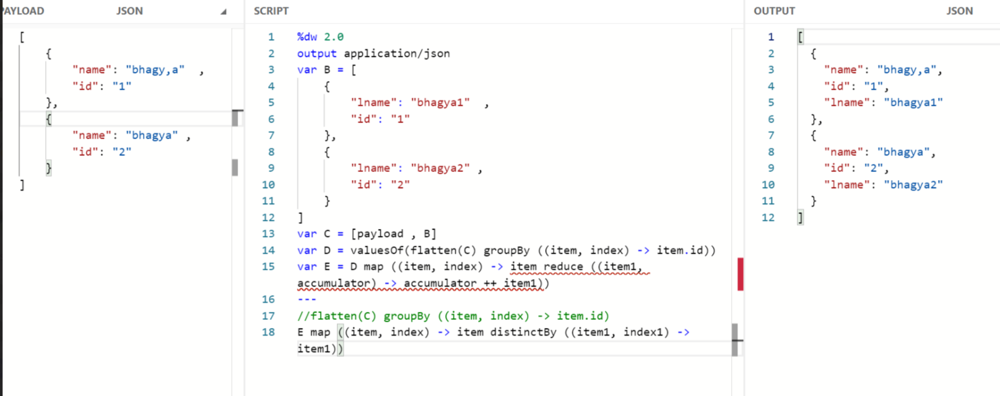 PAYLOAD JSON
[
{
"name": "bhagy,a" ,
"id": "1"
},
{
"name": "bhagya" ,
"id": "2"
}
]
SCRIPT
1 %dw 2.0
2 output application/json
3 var B = [
4 {
5 "lname": "bhagya1" ,
6 "id": "1"
7 },
8 {
9 "lname": "bhagya2" ,
10 "id": "2"
11 }
12 ]
13 var C = [payload , B]
14 var D = valuesOf(flatten(C) groupBy ((item, index) -> item.id))
15 var E = D map ((item, index) -> item reduce ((item1,
accumulator) -> accumulator ++ item1))
16 ---
17 //flatten(C) groupBy ((item, index) -> item.id)
18 E map ((item, index) -> item distinctBy ((item1, index1) ->
item1))
OUTPUT JSON
1 [
2 {
3 "name": "bhagy,a",
4 "id": "1",
5 "lname": "bhagya1"
6 },
7 {
8 "name": "bhagya",
9 "id": "2",
10 "lname": "bhagya2"
11 }
12 ]